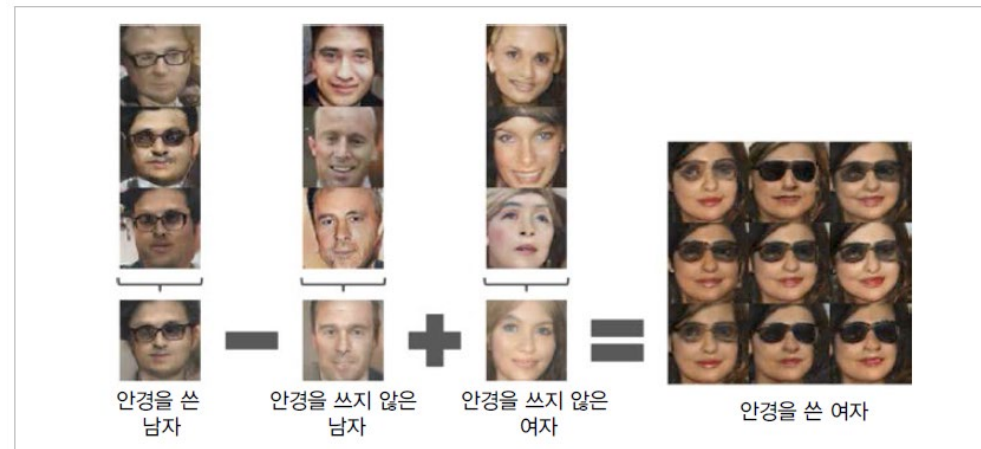 안경을 쓴
남자
안경을 쓰지 않은
남자
안경을 쓰지 않은
여자
안경을 쓴 여자